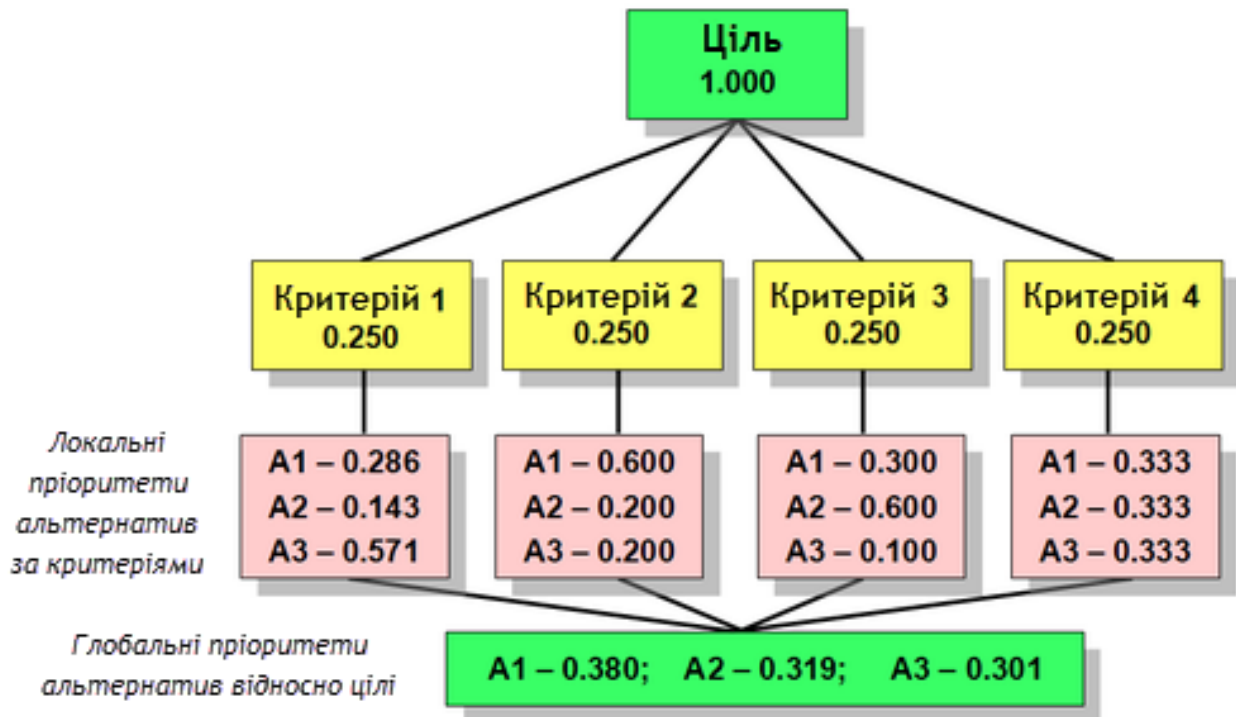 Ціль
1.000
Критерій 1
0.250
Критерій 2
0.250
Критерій 3
0.250
Критерій 4
0.250
Локальні
пріоритети
альтернатив
за критеріями
A1 – 0.286
A2 – 0.143
A3 – 0.571
A1 – 0.600
A2 – 0.200
A3 – 0.200
A1 – 0.300
A2 – 0.600
A3 – 0.100
A1 – 0.333
A2 – 0.333
A3 – 0.333
Глобальні пріоритети
альтернатив відносно цілі
A1 – 0.380; A2 – 0.319; A3 – 0.301